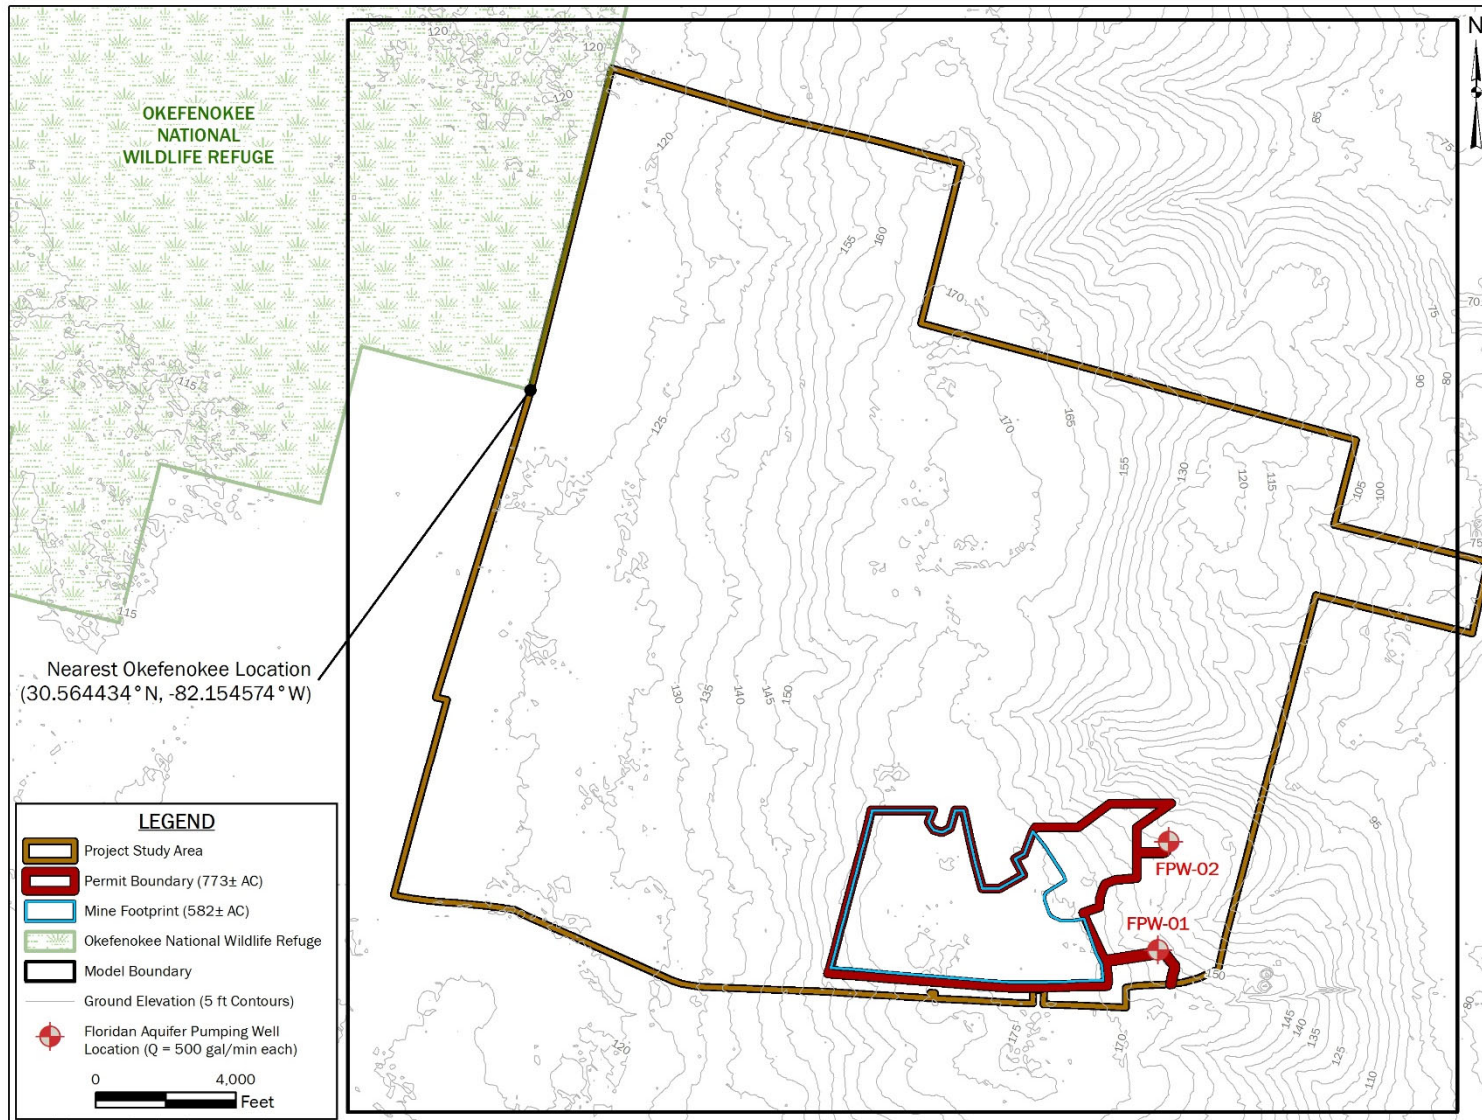 120
120
120
N
OKEFENOKEE
NATIONAL
WILDLIFE REFUGE
85
75
120
155
160
170
70
75
115
125
170
165
90
80
155
130
120
115
105
100
75
115
Nearest Okefenokee Location
(30.564434°N, -82.154574°W)
130
135
140
145
150
95
FPW-02
FPW-01
150
145
140
135
125
110
175
170
120
80
LEGEND
Project Study Area
Permit Boundary (773± AC)
Mine Footprint (582± AC)
Okefenokee National Wildlife Refuge
Model Boundary
Ground Elevation (5 ft Contours)
Floridan Aquifer Pumping Well
Location (Q = 500 gal/min each)
0 4,000
Feet